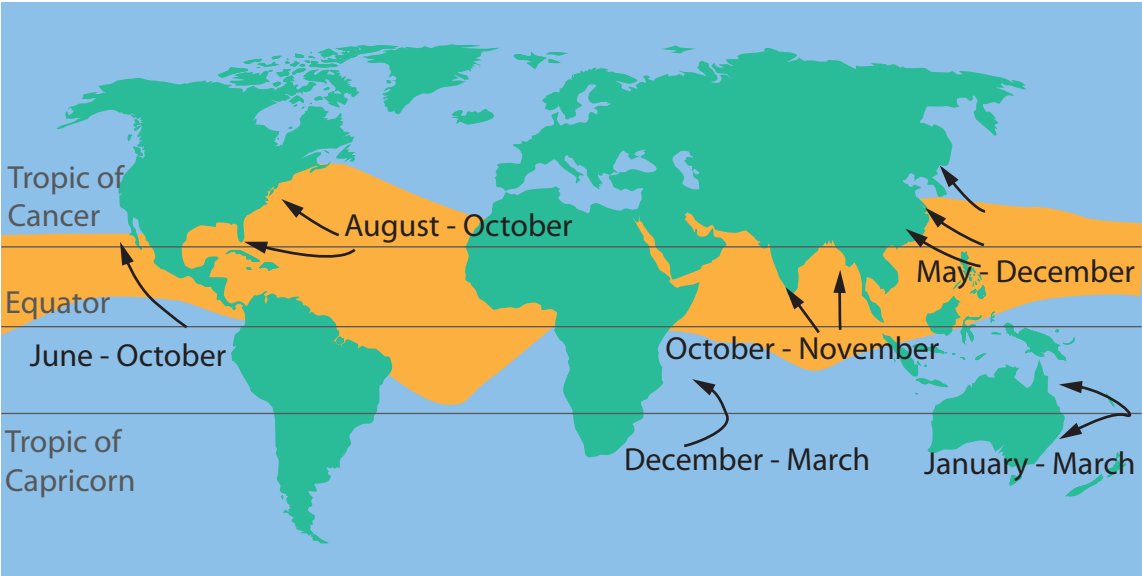 Tropic of
Cancer
August - October
May - December
Equator
June - October
October - November
Tropic of
Capricorn
December - March
January - March